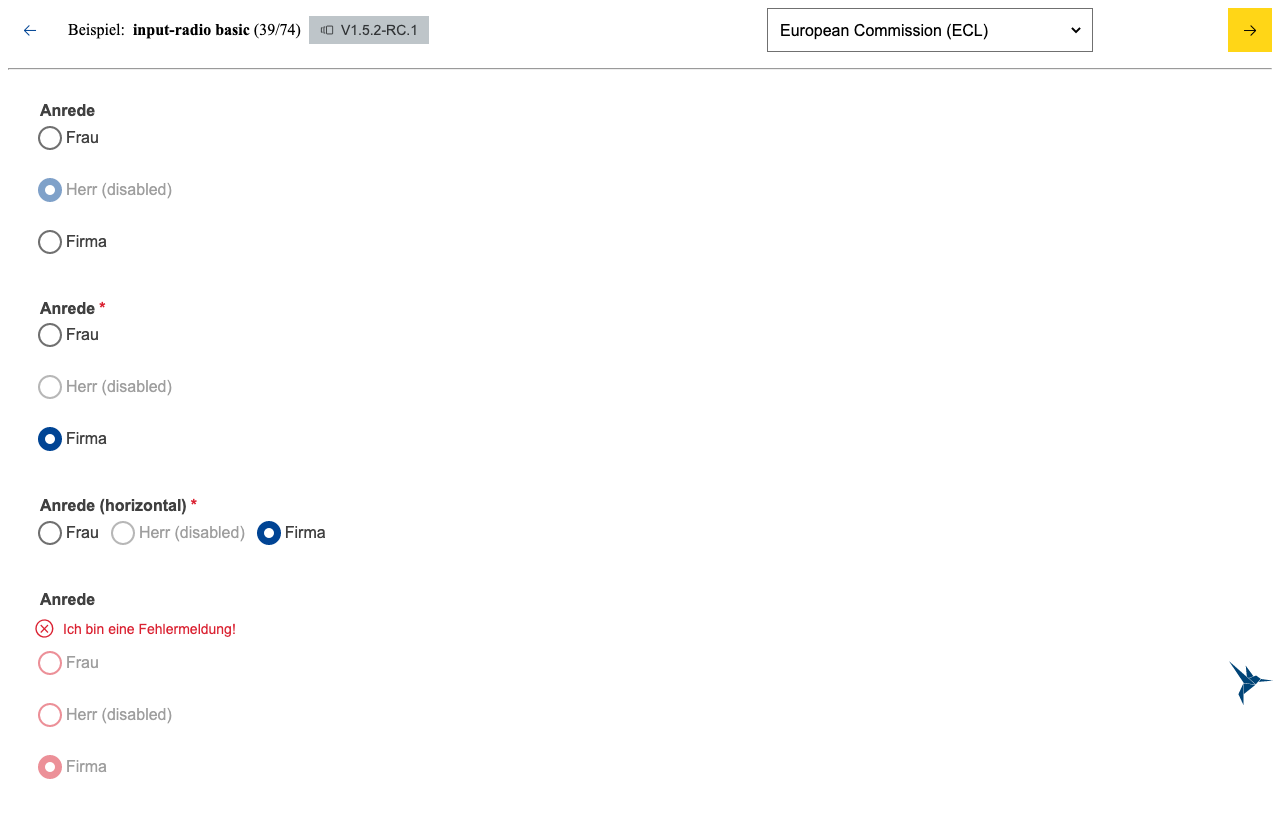 Beispiel: input-radio basic (39/74) V1.5.2-RC.1 European Commission (ECL)
Anrede
Frau
Herr (disabled)
Firma
Anrede *
Frau
Herr (disabled)
Firma
Anrede (horizontal) *
Frau Herr (disabled) Firma
Anrede
Ich bin eine Fehlermeldung!
Frau
Herr (disabled)
Firma